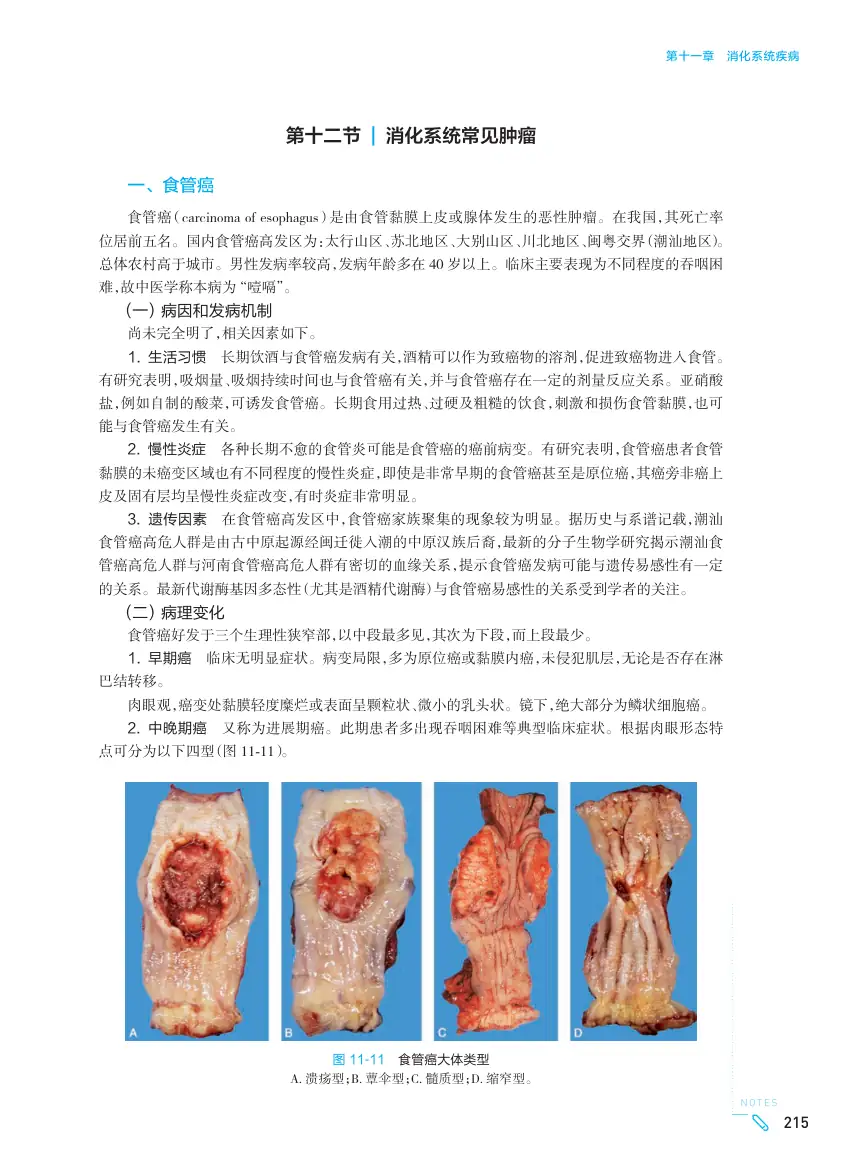 第十一章 消化系统疾病
第十二节 | 消化系统常见肿瘤
一、食管癌
食管癌（carcinoma of esophagus）是由食管黏膜上皮或腺体发生的恶性肿瘤。在我国，其死亡率
位居前五名。国内食管癌高发区为：太行山区、苏北地区、大别山区、川北地区、闽粤交界（潮汕地区）。
总体农村高于城市。男性发病率较高，发病年龄多在 40 岁以上。临床主要表现为不同程度的吞咽困
难，故中医学称本病为“噎嗝”。
（一）病因和发病机制
尚未完全明了，相关因素如下。
1. 生活习惯 长期饮酒与食管癌发病有关，酒精可以作为致癌物的溶剂，促进致癌物进入食管。
有研究表明，吸烟量、吸烟持续时间也与食管癌有关，并与食管癌存在一定的剂量反应关系。亚硝酸
盐，例如自制的酸菜，可诱发食管癌。长期食用过热、过硬及粗糙的饮食，刺激和损伤食管黏膜，也可
能与食管癌发生有关。
2. 慢性炎症 各种长期不愈的食管炎可能是食管癌的癌前病变。有研究表明，食管癌患者食管
黏膜的未癌变区域也有不同程度的慢性炎症，即使是非常早期的食管癌甚至是原位癌，其癌旁非癌上
皮及固有层均呈慢性炎症改变，有时炎症非常明显。
3. 遗传因素 在食管癌高发区中，食管癌家族聚集的现象较为明显。据历史与系谱记载，潮汕
食管癌高危人群是由古中原起源经闽迁徙入潮的中原汉族后裔，最新的分子生物学研究揭示潮汕食
管癌高危人群与河南食管癌高危人群有密切的血缘关系，提示食管癌发病可能与遗传易感性有一定
的关系。最新代谢酶基因多态性（尤其是酒精代谢酶）与食管癌易感性的关系受到学者的关注。
（二）病理变化
食管癌好发于三个生理性狭窄部，以中段最多见，其次为下段，而上段最少。
1. 早期癌 临床无明显症状。病变局限，多为原位癌或黏膜内癌，未侵犯肌层，无论是否存在淋
巴结转移。
肉眼观，癌变处黏膜轻度糜烂或表面呈颗粒状、微小的乳头状。镜下，绝大部分为鳞状细胞癌。
2. 中晚期癌 又称为进展期癌。此期患者多出现吞咽困难等典型临床症状。根据肉眼形态特
点可分为以下四型（图 11-11）。
A B C D
图 11-11 食管癌大体类型
A. 溃疡型；B. 蕈伞型；C. 髓质型；D. 缩窄型。
NOTES
215